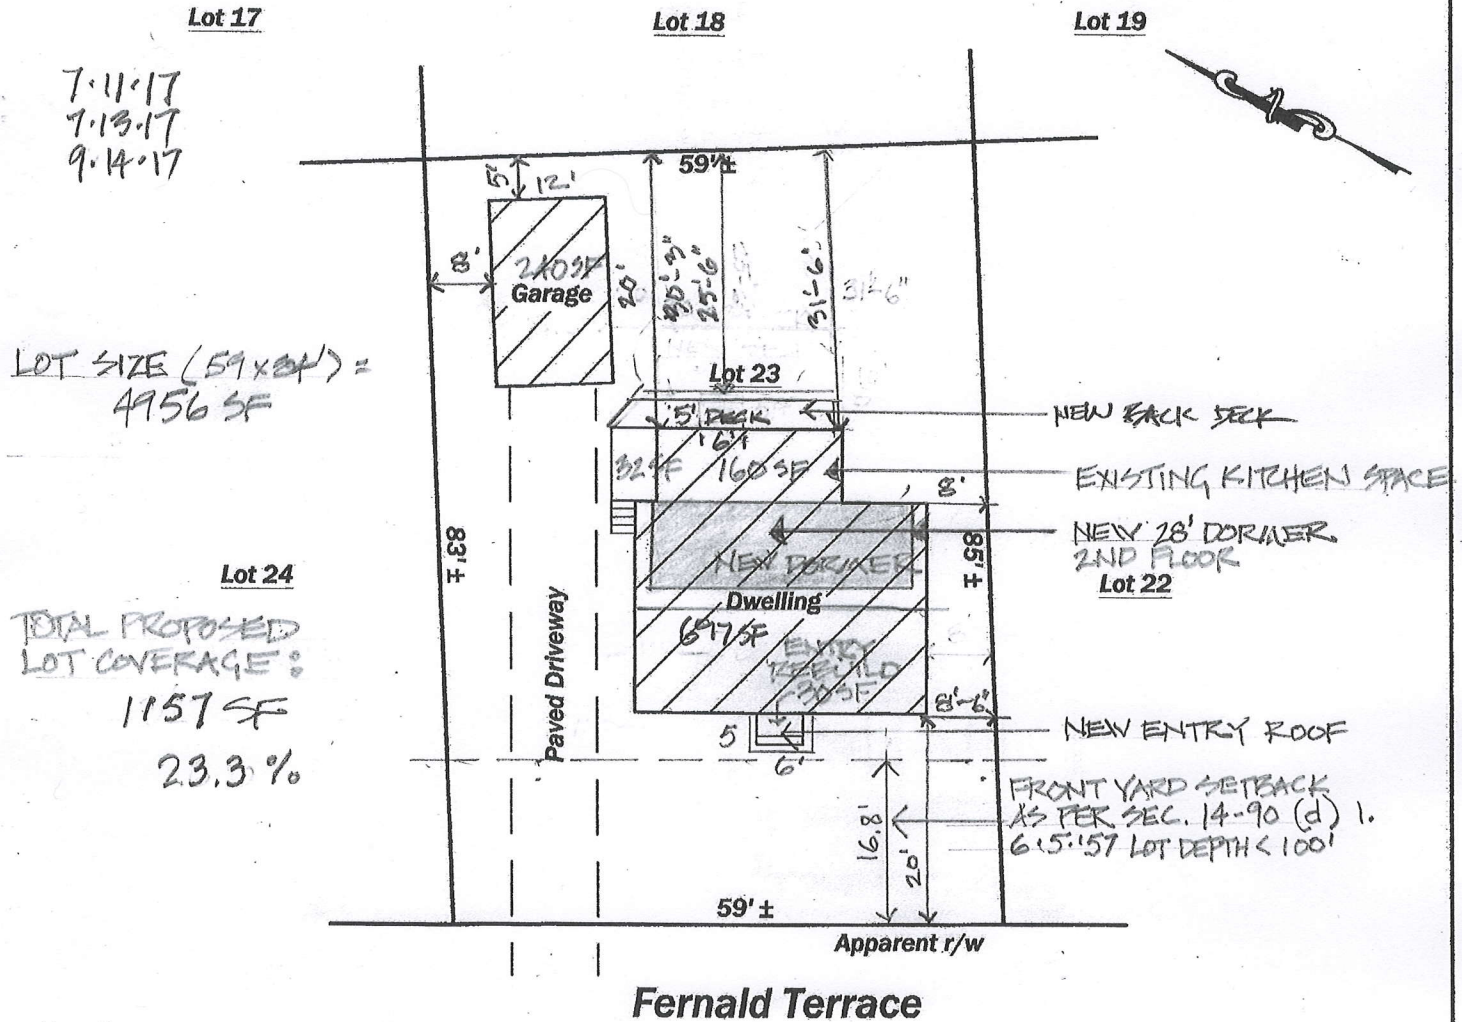 Lot 17
Lot 18
Lot 19
7·11·17
7·13·17
9·14·17
59'±
5'
12'
8'
240 SF
Garage
20'
30'-3"
25'-6"
31'-6"
31'-6"
LOT SIZE (59 x 84') =
4956 SF
Lot 23
5' DECK
NEW BACK DECK
16'
32 SF
160 SF
EXISTING KITCHEN SPACE
8'
NEW 28' DORMER
2ND FLOOR
NEW DORMER
83' ±
85' ±
Lot 24
Lot 22
Dwelling
697 SF
TOTAL PROPOSED
LOT COVERAGE:
1157 SF
23.3 %
ENTRY
REBUILD
30 SF
Paved Driveway
8'-6"
5
6'
NEW ENTRY ROOF
FRONT YARD SETBACK
AS PER SEC. 14-90 (d) 1.
6·5·'57 LOT DEPTH < 100'
16.8'
20'
59' ±
Apparent r/w
Fernald Terrace